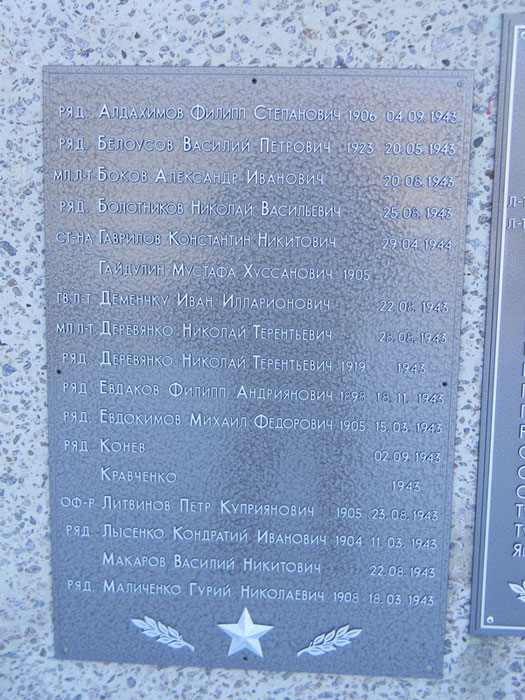 ряд. Алдахимов Филипп Степанович 1906 04.09.1943
ряд. Белоусов Василий Петрович 1923 20.05.1943
мл.л-т Боков Александр Иванович 20.08.1943
ряд. Болотников Николай Васильевич 25.08.1943
ст-на Гаврилов Константин Никитович 29.04.1944
Гайдулин Мустафа Хуссанович 1905
гв.л-т Деменчку Иван Илларионович 22.08.1943
мл.л-т Деревянко Николай Терентьевич 28.08.1943
ряд. Деревянко Николай Терентьевич 1919 1943
ряд. Евдаков Филипп Андриянович 1898 18.11.1943
ряд. Евдокимов Михаил Федорович 1905 15.03.1943
ряд. Конев 02.09.1943
Кравченко 1943
оф-р Литвинов Петр Куприянович 1905 23.08.1943
ряд. Лысенко Кондратий Иванович 1904 11.03.1943
Макаров Василий Никитович 22.08.1943
ряд. Маличенко Гурий Николаевич 1908 18.03.1943